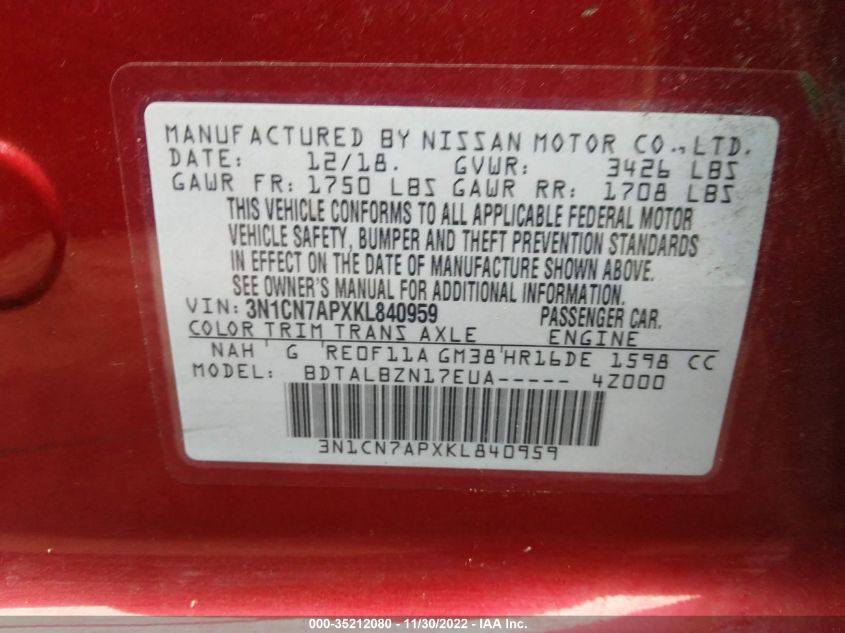 MANUFACTURED BY NISSAN MOTOR CO.,LTD.
DATE: 12/18. GVWR: 3426 LBS
GAWR FR: 1750 LBS GAWR RR: 1708 LBS
THIS VEHICLE CONFORMS TO ALL APPLICABLE FEDERAL MOTOR
VEHICLE SAFETY, BUMPER AND THEFT PREVENTION STANDARDS
IN EFFECT ON THE DATE OF MANUFACTURE SHOWN ABOVE.
SEE OWNER'S MANUAL FOR ADDITIONAL INFORMATION.
VIN: 3N1CN7APXKL840959 PASSENGER CAR.
COLOR TRIM TRANS AXLE ENGINE
NAH ' G 'RE0F11A GM38'HR16DE 1598 CC
MODEL: BDTALBZN17EUA----- 4Z000
3N1CN7APXKL840959
000-35212080 - 11/30/2022 - IAA Inc.